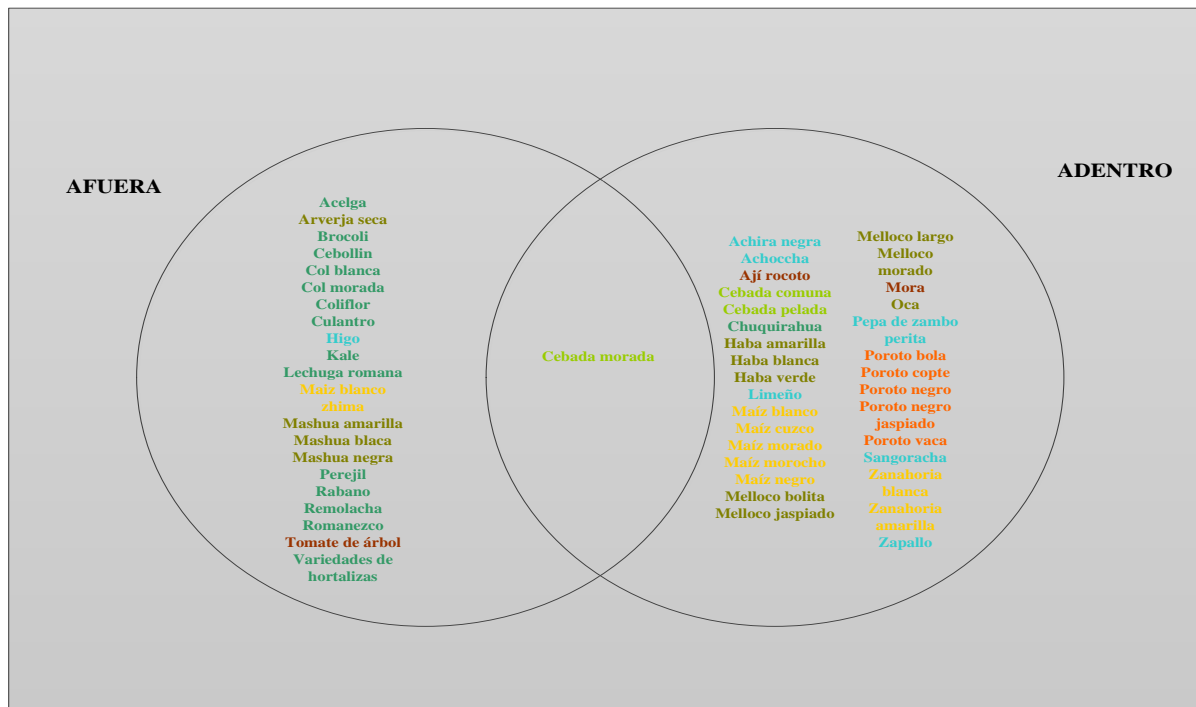 AFUERA
Acelga
Arverja seca
Brocoli
Cebollin
Col blanca
Col morada
Coliflor
Culantro
Higo
Kale
Lechuga romana
Maíz blanco
zhima
Mashua amarilla
Mashua blaca
Mashua negra
Perejil
Rabano
Remolacha
Romanezco
Tomate de árbol
Variedades de
hortalizas
Cebada morada
ADENTRO
Achira negra
Achoccha
Ají rocoto
Cebada comuna
Cebada pelada
Chuquirahua
Haba amarilla
Haba blanca
Haba verde
Limeño
Maíz blanco
Maíz cuzco
Maíz morado
Maíz morocho
Maíz negro
Melloco bolita
Melloco jaspiado
Melloco largo
Melloco
morado
Mora
Oca
Pepa de zambo
perita
Poroto bola
Poroto copte
Poroto negro
Poroto negro
jaspiado
Poroto vaca
Sangoracha
Zanahoria
blanca
Zanahoria
amarilla
Zapallo